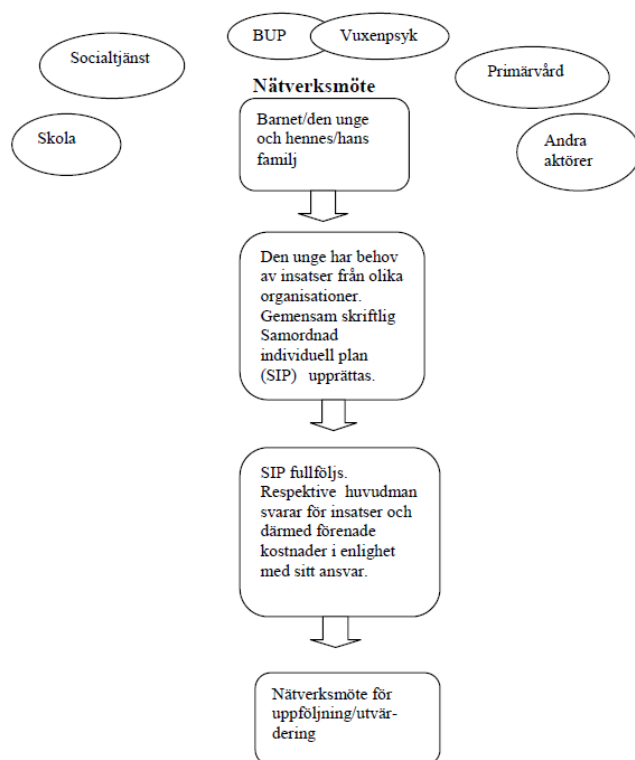 BUP
Vuxenpsyk
Socialtjänst
Primärvård
Nätverksmöte
Skola
Andra
aktörer
Barnet/den unge
och hennes/hans
familj
Den unge har behov
av insatser från olika
organisationer.
Gemensam skriftlig
Samordnad
individuell plan
(SIP) upprättas.
SIP fullföljs.
Respektive huvudman
svarar för insatser och
därmed förenade
kostnader i enlighet
med sitt ansvar.
Nätverksmöte för
uppföljning/utvär-
dering